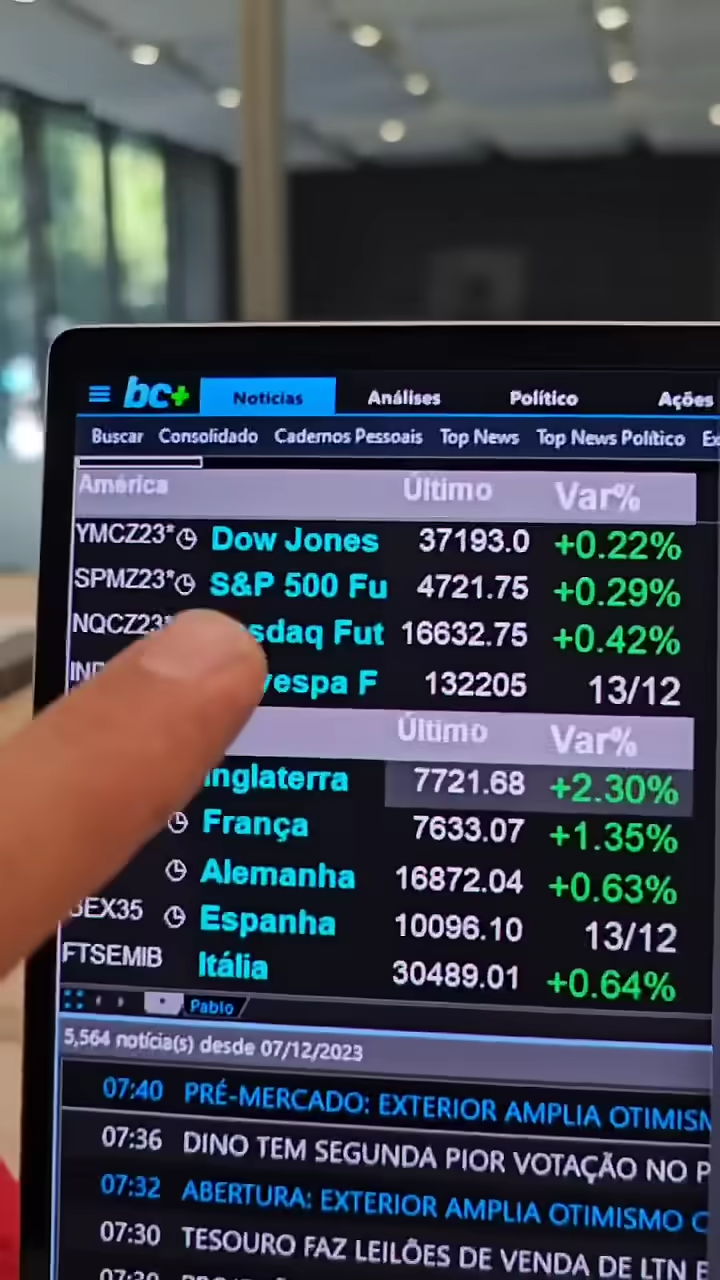 bc+ Notícias Análises Político Ações
Buscar Consolidado Cadernos Pessoais Top News Top News Político
América Último Var%
YMCZ23* Dow Jones 37193.0 +0.22%
SPMZ23* S&P 500 Fu 4721.75 +0.29%
NQCZ23* sdaq Fut 16632.75 +0.42%
vespa F 132205 13/12
Último Var%
Inglaterra 7721.68 +2.30%
França 7633.07 +1.35%
Alemanha 16872.04 +0.63%
BEX35 Espanha 10096.10 13/12
FTSEMIB Itália 30489.01 +0.64%
Pablo
5,564 notícia(s) desde 07/12/2023
07:40 PRÉ-MERCADO: EXTERIOR AMPLIA OTIMISM
07:36 DINO TEM SEGUNDA PIOR VOTAÇÃO NO P
07:32 ABERTURA: EXTERIOR AMPLIA OTIMISMO C
07:30 TESOURO FAZ LEILÕES DE VENDA DE LTN E